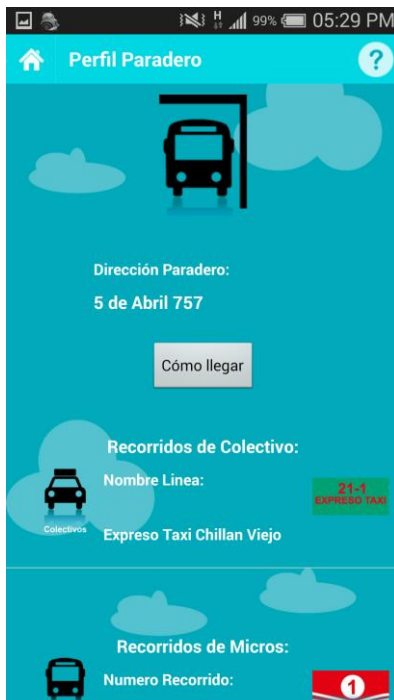 H 99% 05:29 PM
Perfil Paradero ?
Dirección Paradero:
5 de Abril 757
Cómo llegar
Recorridos de Colectivo:
Nombre Linea:
21-1
EXPRESO TAXI
Colectivos
Expreso Taxi Chillan Viejo
Recorridos de Micros:
Numero Recorrido:
1